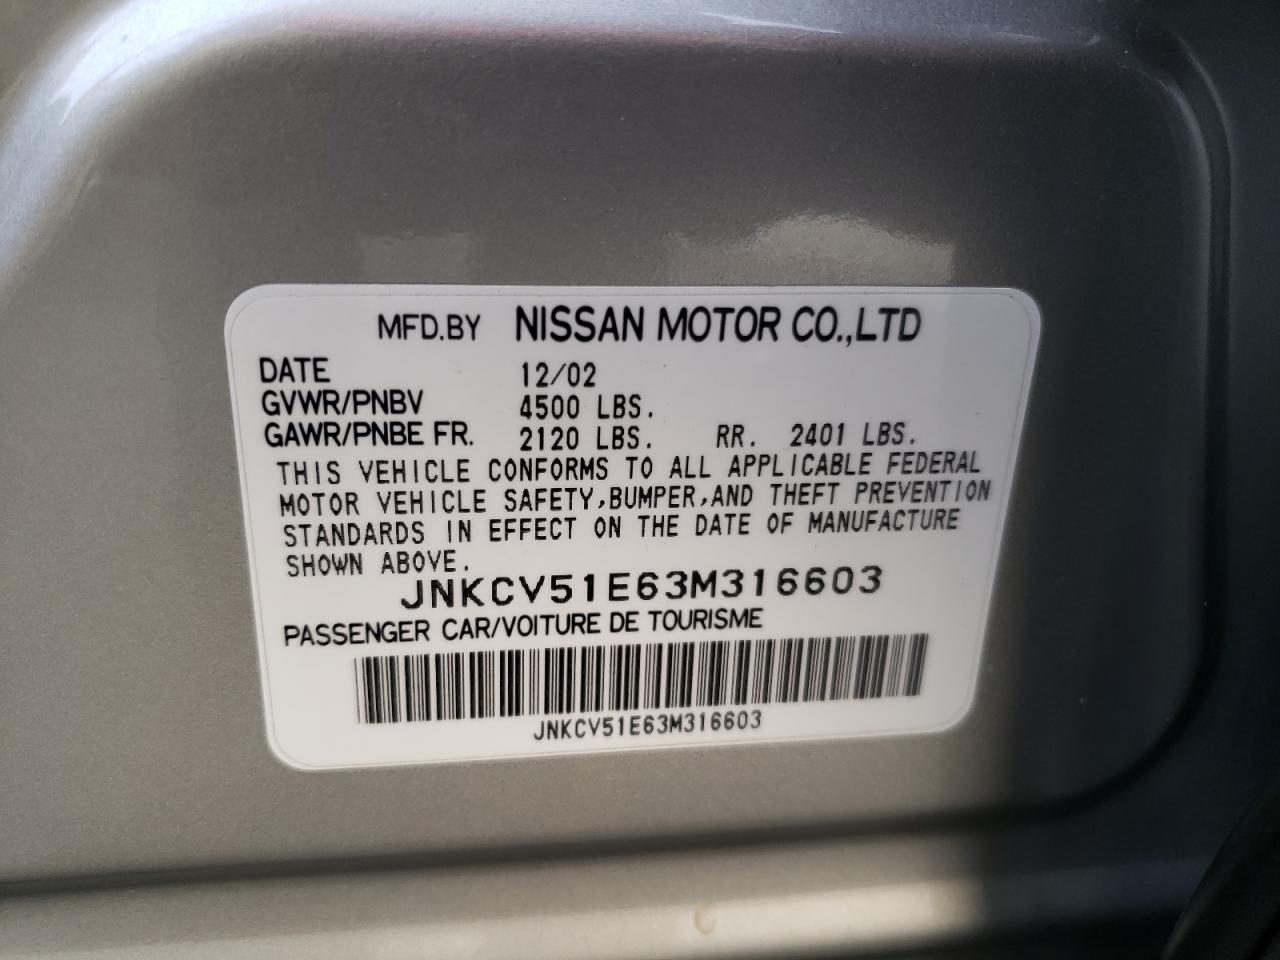 MFD.BY NISSAN MOTOR CO.,LTD
DATE 12/02
GVWR/PNBV 4500 LBS.
GAWR/PNBE FR. 2120 LBS. RR. 2401 LBS.
THIS VEHICLE CONFORMS TO ALL APPLICABLE FEDERAL
MOTOR VEHICLE SAFETY,BUMPER,AND THEFT PREVENTION
STANDARDS IN EFFECT ON THE DATE OF MANUFACTURE
SHOWN ABOVE.
JNKCV51E63M316603
PASSENGER CAR/VOITURE DE TOURISME
JNKCV51E63M316603